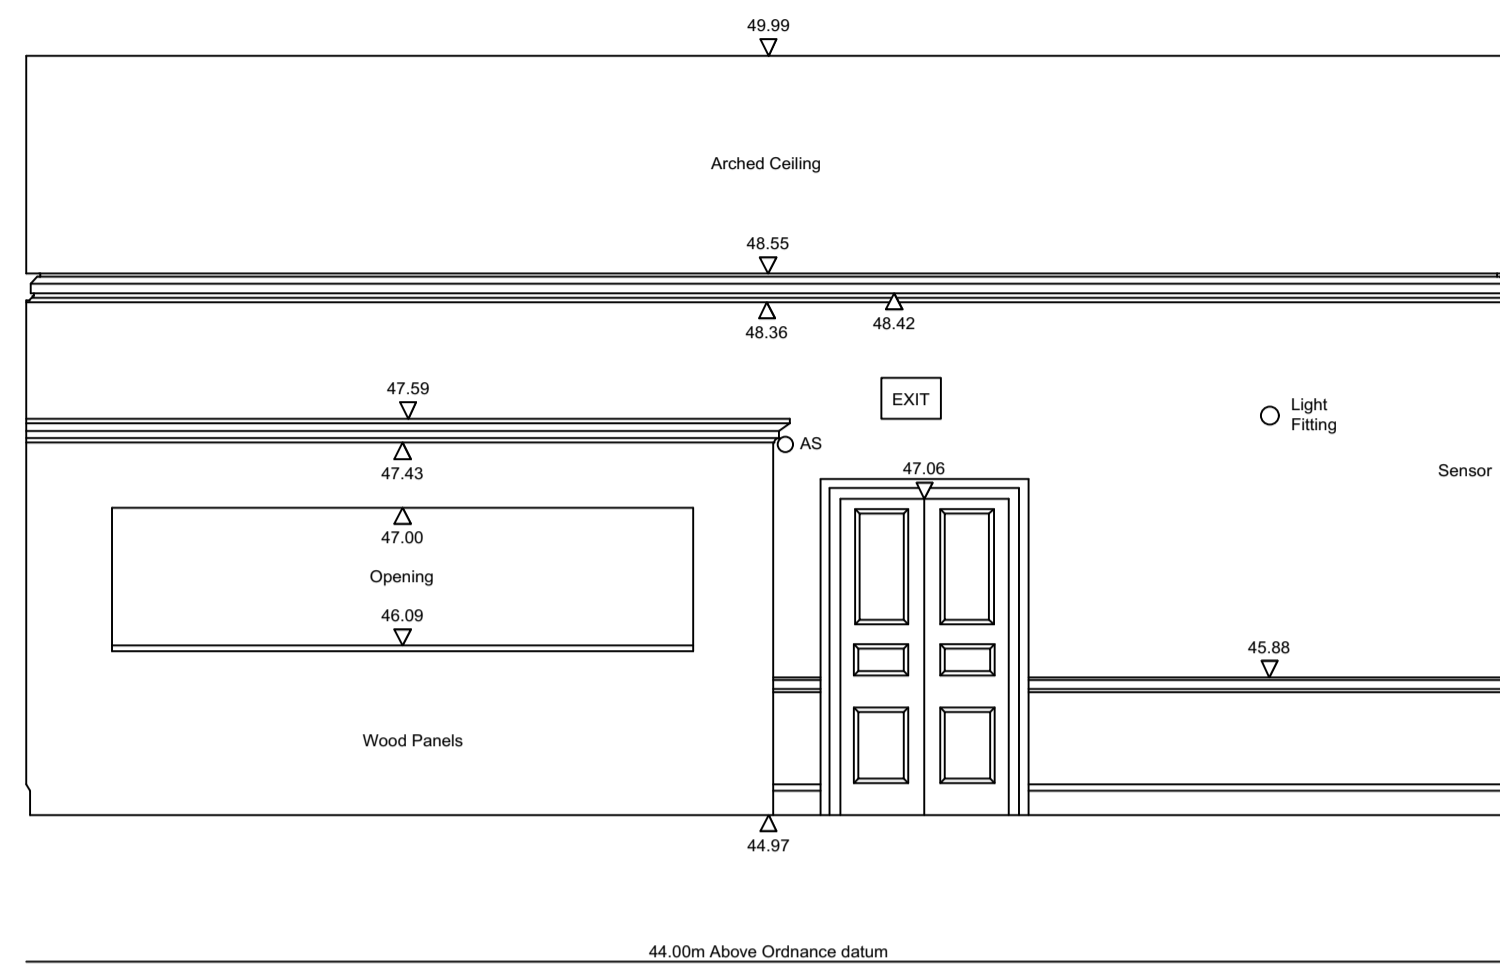 49.99
Arched Ceiling
48.55
48.36
48.42
47.59
EXIT
Light
Fitting
AS
47.43
47.06
Sensor
47.00
Opening
46.09
45.88
Wood Panels
44.97
44.00m Above Ordnance datum